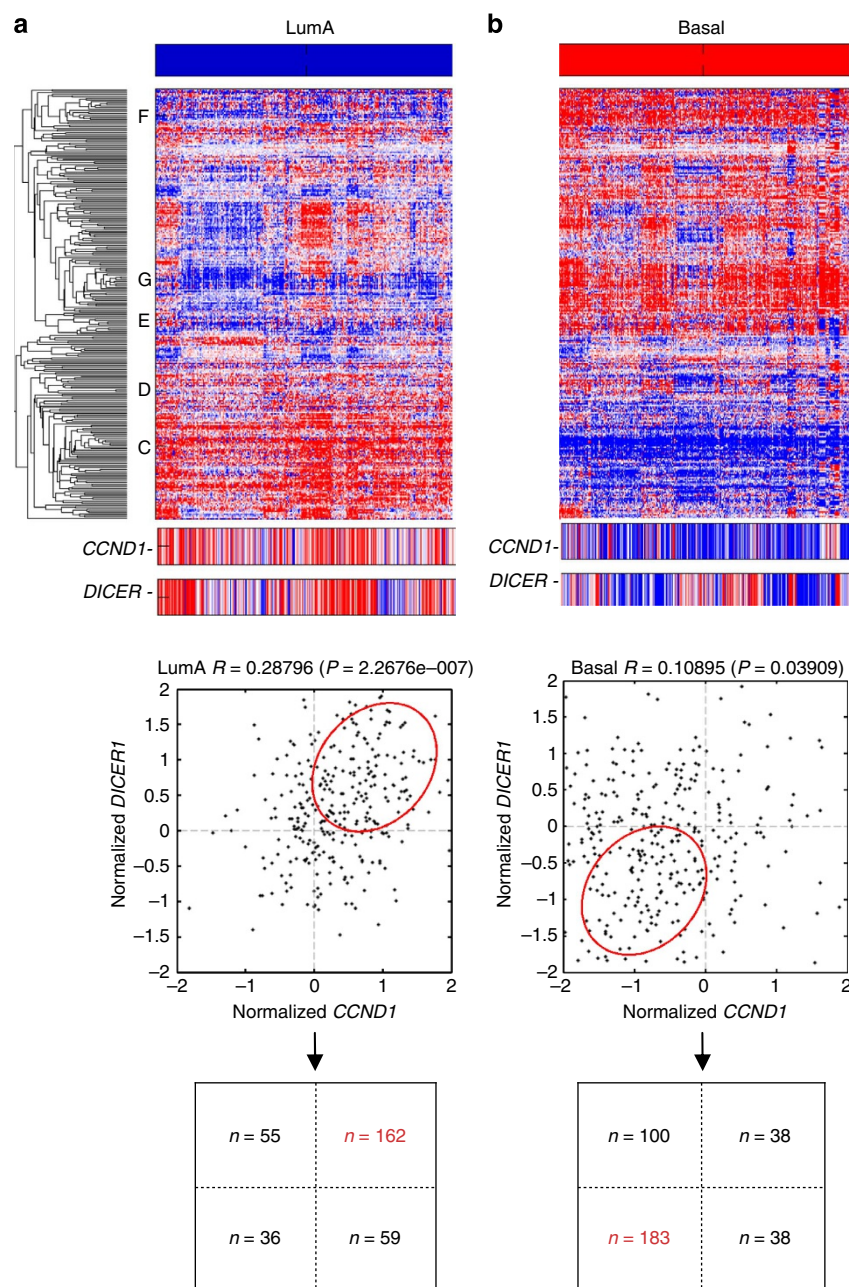 a
LumA
F
G
E
D
C
CCND1-
DICER -
b
Basal
CCND1-
DICER -
LumA R = 0.28796 (P = 2.2676e–007)
2
1.5
1
0.5
0
−0.5
−1
−1.5
−2
−2 −1 0 1 2
Normalized DICER1
Normalized CCND1
Basal R = 0.10895 (P = 0.03909)
2
1.5
1
0.5
0
−0.5
−1
−1.5
−2
−2 −1 0 1 2
Normalized DICER1
Normalized CCND1
n = 55 n = 162
n = 36 n = 59
n = 100 n = 38
n = 183 n = 38